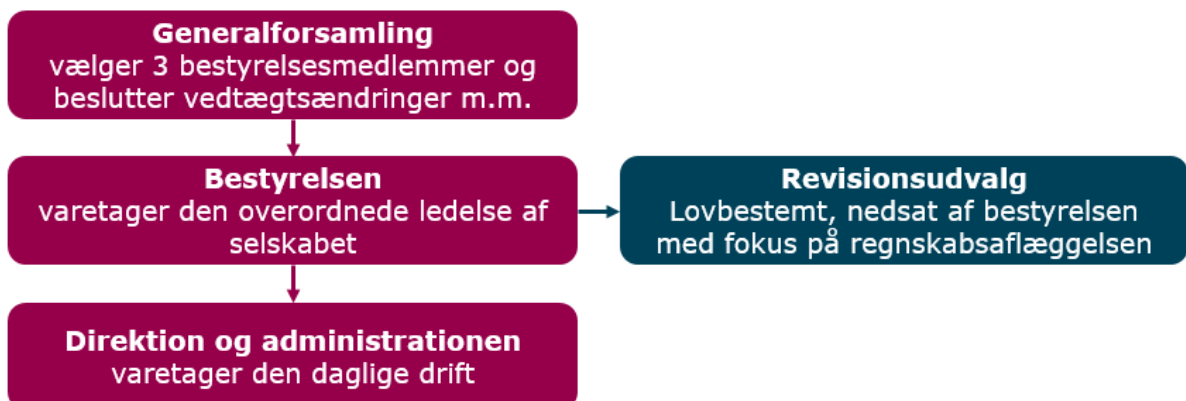 Generalforsamling
vælger 3 bestyrelsesmedlemmer og
beslutter vedtægtsændringer m.m.
Bestyrelsen
varetager den overordnede ledelse af
selskabet
Revisionsudvalg
Lovbestemt, nedsat af bestyrelsen
med fokus på regnskabsaflæggelsen
Direktion og administrationen
varetager den daglige drift